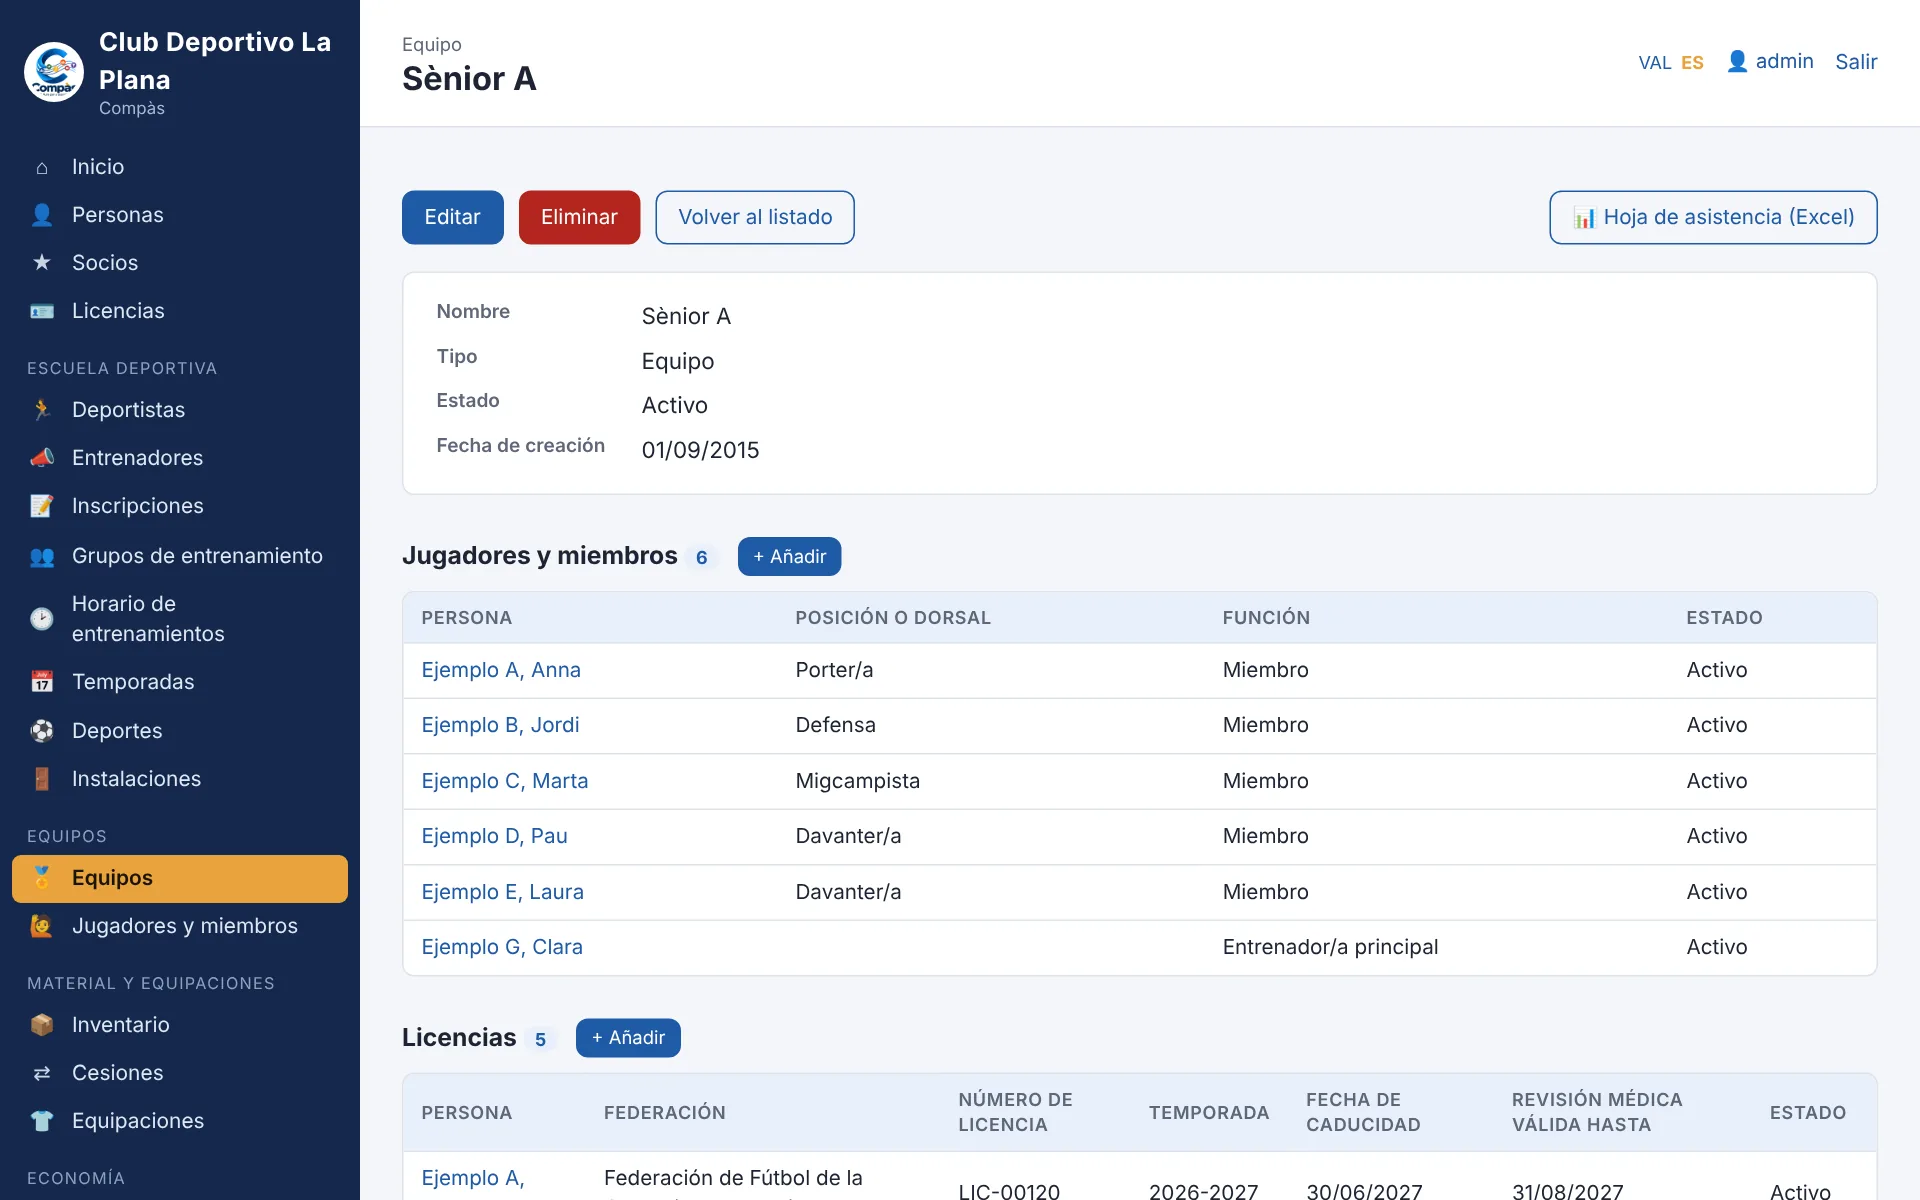 Club Deportivo La
Plana
Compàs
Inicio
Personas
Socios
Licencias
ESCUELA DEPORTIVA
Deportistas
Entrenadores
Inscripciones
Grupos de entrenamiento
Horario de
entrenamientos
Temporadas
Deportes
Instalaciones
EQUIPOS
Equipos
Jugadores y miembros
MATERIAL Y EQUIPACIONES
Inventario
Cesiones
Equipaciones
ECONOMÍA
Equipo
Sènior A
VAL ES admin Salir
Editar Eliminar Volver al listado Hoja de asistencia (Excel)
Nombre Sènior A
Tipo Equipo
Estado Activo
Fecha de creación 01/09/2015
Jugadores y miembros 6 + Añadir
PERSONA POSICIÓN O DORSAL FUNCIÓN ESTADO
Ejemplo A, Anna Porter/a Miembro Activo
Ejemplo B, Jordi Defensa Miembro Activo
Ejemplo C, Marta Migcampista Miembro Activo
Ejemplo D, Pau Davanter/a Miembro Activo
Ejemplo E, Laura Davanter/a Miembro Activo
Ejemplo G, Clara Entrenador/a principal Activo
Licencias 5 + Añadir
PERSONA FEDERACIÓN NÚMERO DE LICENCIA TEMPORADA FECHA DE CADUCIDAD REVISIÓN MÉDICA VÁLIDA HASTA ESTADO
Ejemplo A, Federación de Fútbol de la
LIC-00120 2026-2027 30/06/2027 31/08/2027 Activo